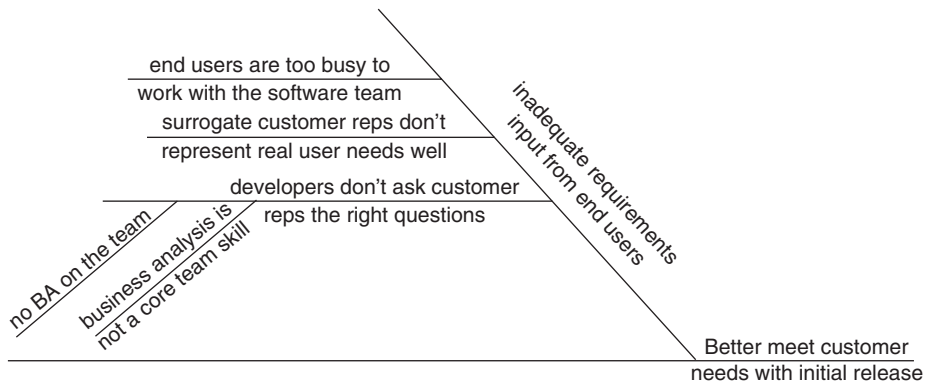 end users are too busy to
work with the software team
surrogate customer reps don't
represent real user needs well
developers don't ask customer
reps the right questions
no BA on the team
business analysis is
not a core team skill
inadequate requirements
input from end users
Better meet customer
needs with initial release